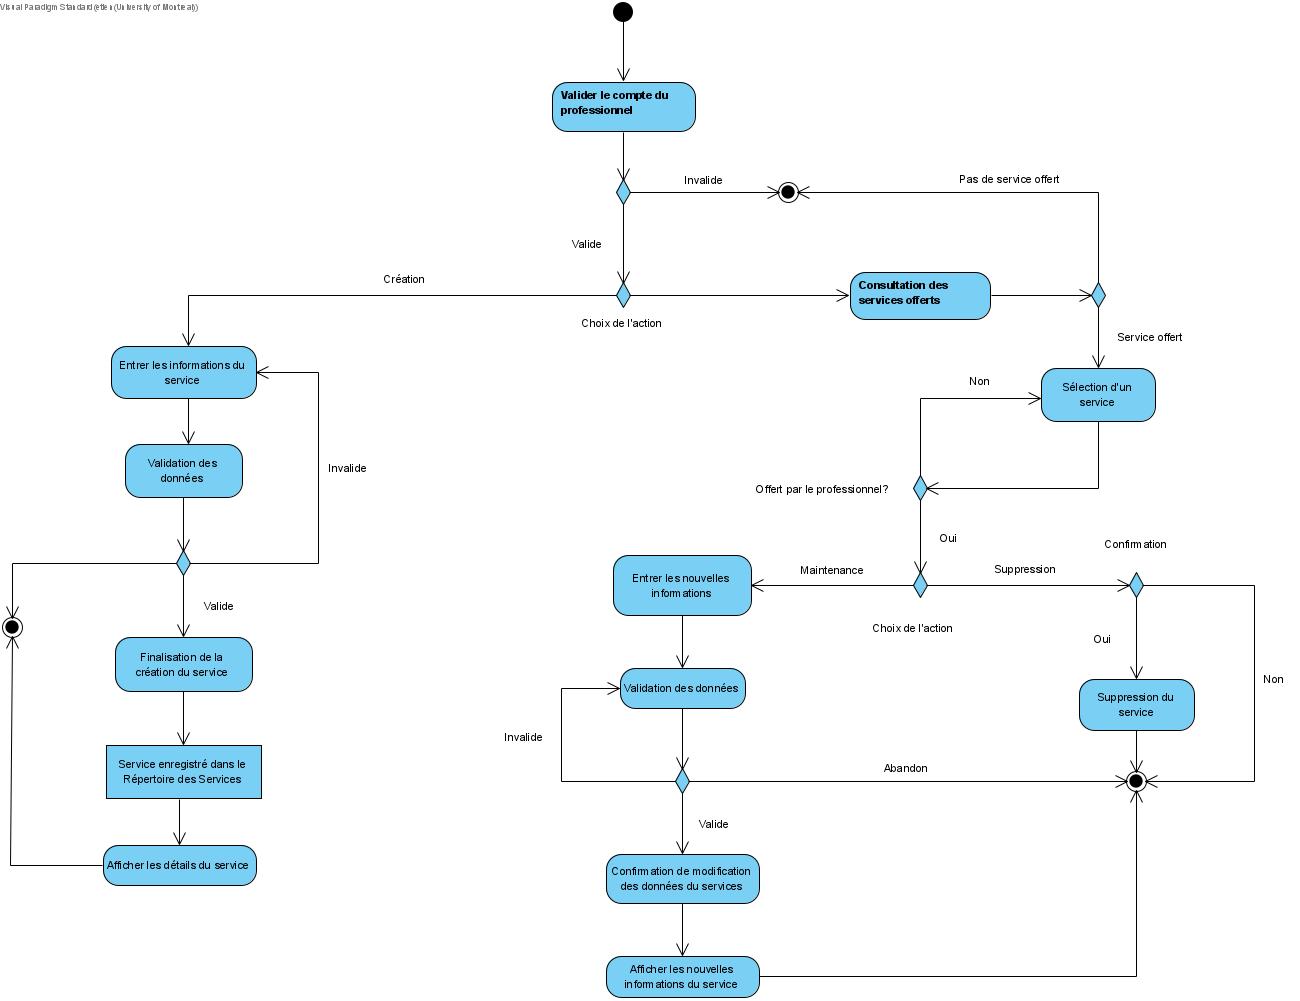 Visual Paradigm Standard (etien (University of Montreal))
Valider le compte du
professionnel
Invalide
Pas de service offert
Valide
Création
Consultation des
services offerts
Choix de l'action
Service offert
Entrer les informations du
service
Non
Sélection d'un
service
Validation des
données
Invalide
Offert par le professionnel?
Oui
Confirmation
Entrer les nouvelles
informations
Maintenance
Suppression
Valide
Choix de l'action
Oui
Finalisation de la
création du service
Validation des données
Suppression du
service
Non
Invalide
Service enregistré dans le
Répertoire des Services
Abandon
Valide
Afficher les détails du service
Confirmation de modification
des données du services
Afficher les nouvelles
informations du service